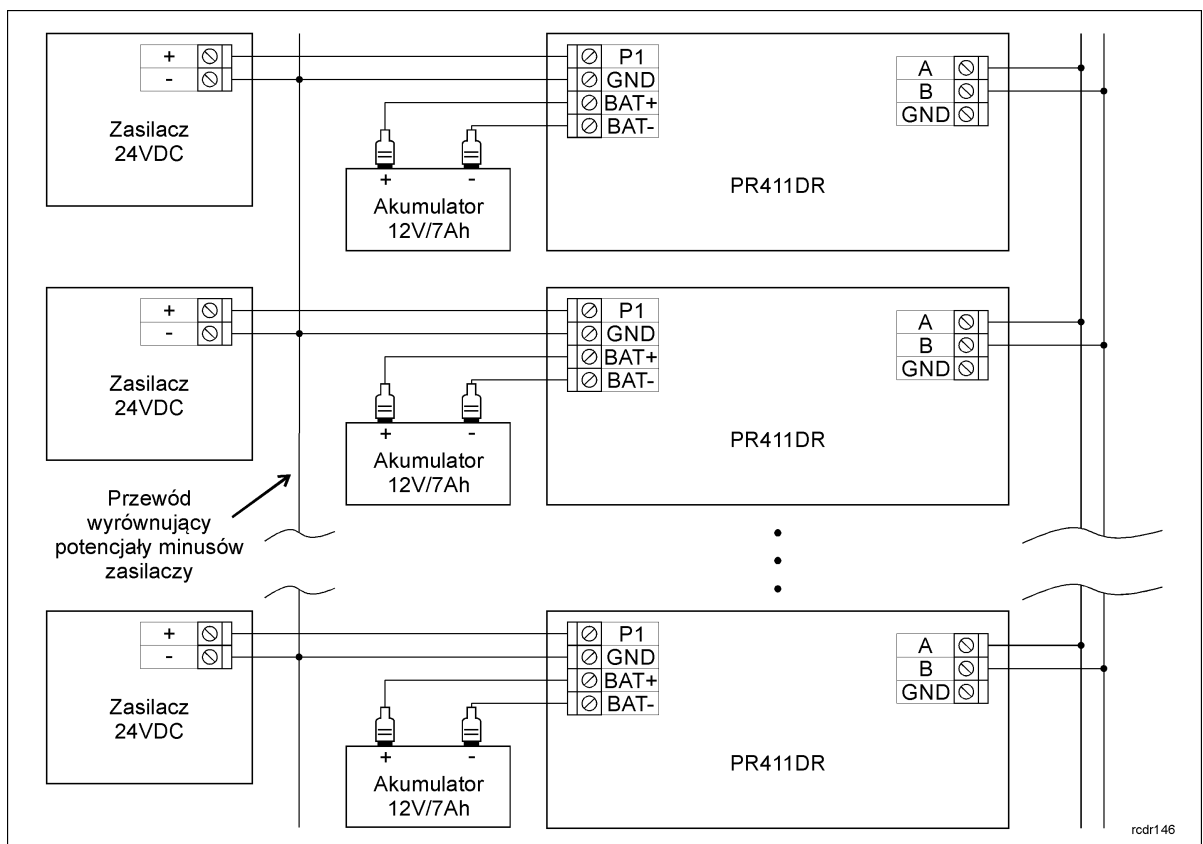 +
-
Zasilacz
24VDC
P1
GND
BAT+
BAT-
+ -
Akumulator
12V/7Ah
PR411DR
A
B
GND
+
-
Zasilacz
24VDC
P1
GND
BAT+
BAT-
+ -
Akumulator
12V/7Ah
PR411DR
A
B
GND
Przewód
wyrównujący
potencjały minusów
zasilaczy
+
-
Zasilacz
24VDC
P1
GND
BAT+
BAT-
+ -
Akumulator
12V/7Ah
PR411DR
A
B
GND
rcdr146